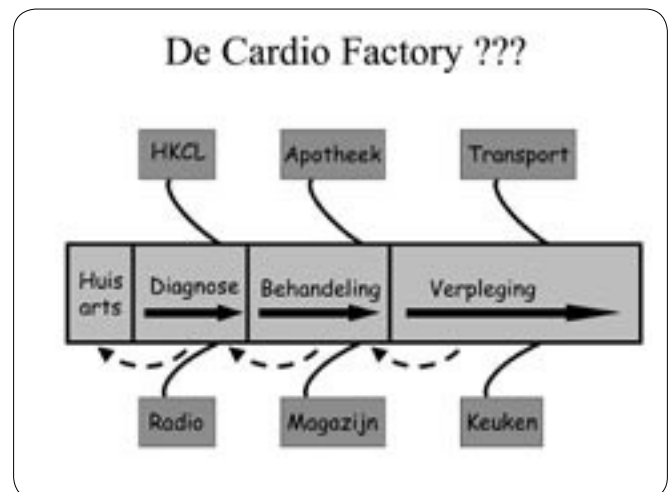 De Cardio Factory ???
HKCL
Apotheek
Transport
Huis
arts
Diagnose
Behandeling
Verpleging
Radio
Magazijn
Keuken